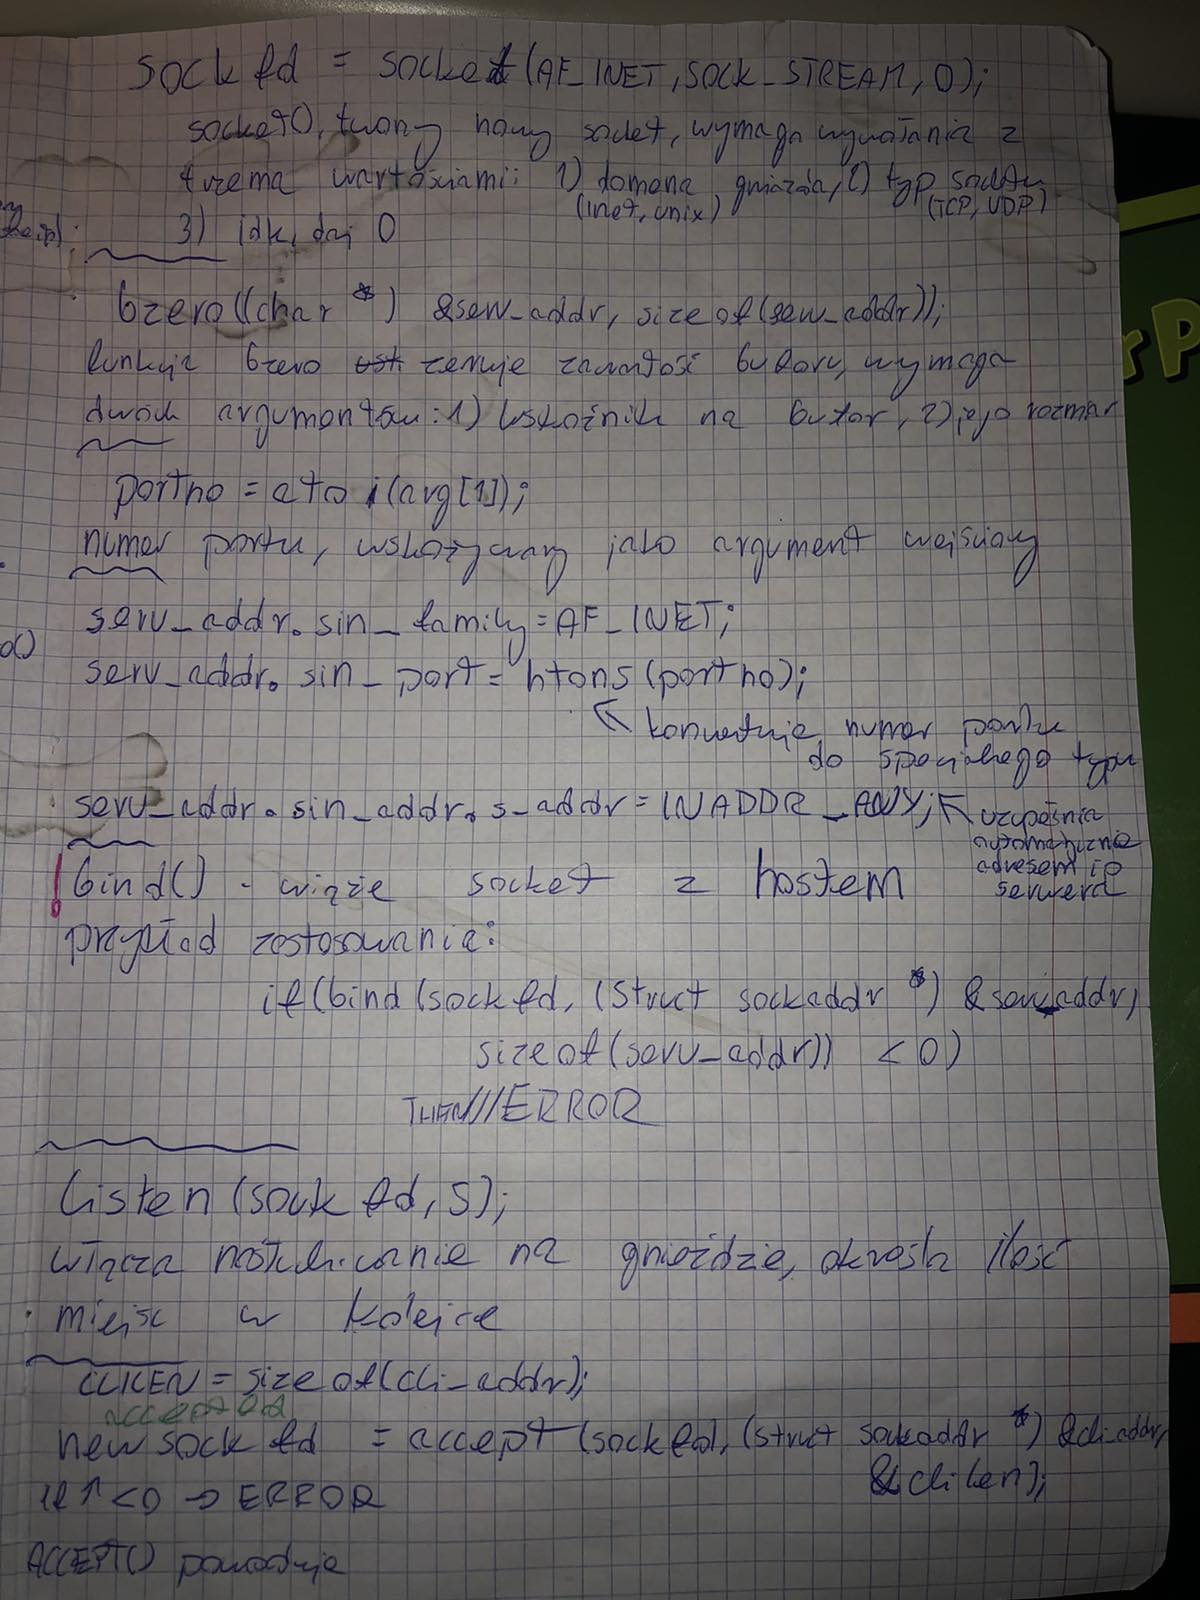 sockfd = socket(AF_INET, SOCK_STREAM, 0);
socket(), tworzy nowy socket, wymaga wywołania z
trzema wartościami: 1) domena gniazda, 2) typ socketu
(inet, unix) (TCP, UDP)
3) idk, daj 0
bzero((char *) &serv_addr, sizeof(serv_addr));
funkcja bzero zeruje zawartość bufora, wymaga
dwóch argumentów: 1) wskaźnik na bufor, 2) jego rozmiar
portno = atoi(arg[1]);
numer portu, wskazywany jako argument wejściowy
serv_addr.sin_family = AF_INET;
serv_addr.sin_port = htons(portno);
konwertuje numer portu
do specjalnego typu
serv_addr.sin_addr.s_addr = INADDR_ANY;
uzupełnia
automatycznie
adresem ip
serwera
! bind() - wiąże socket z hostem
przykład zastosowania:
if(bind(sockfd, (struct sockaddr *) &serv_addr,
sizeof(serv_addr)) < 0)
THEN///ERROR
listen(sockfd, 5);
włącza nasłuchiwanie na gnieździe, określa ilość
miejsc w kolejce
CLILEN = sizeof(cli_addr);
accept fd
newsockfd = accept(sockfd, (struct sockaddr *) &cli_addr,
&clilen);
if ↑ < 0 → ERROR
ACCEPT() powoduje
rP